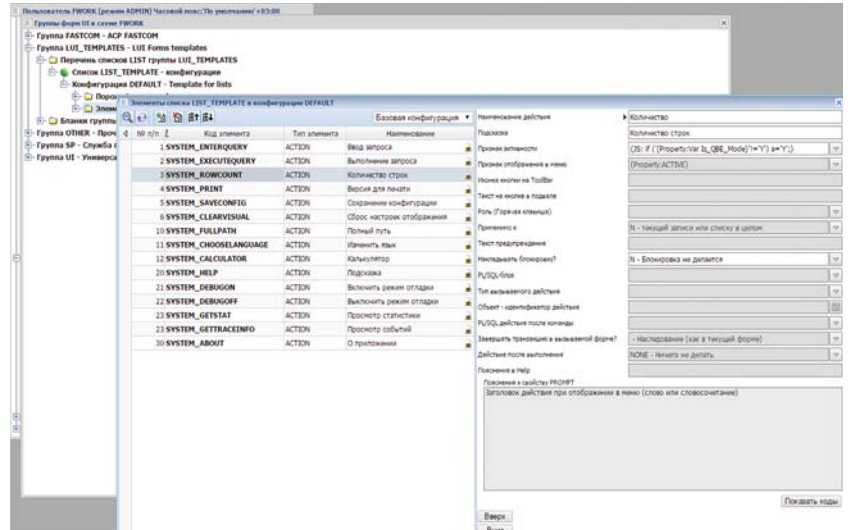 Пользователь FWORK (режим ADMIN) Часовой пояс:'По умолчанию'+03:00
Группы форм UI в схеме FWORK
Группа FASTCOM - ACP FASTCOM
Группа LUI_TEMPLATES - LUI Forms templates
Перечень списков LIST группы LUI_TEMPLATES
Список LIST_TEMPLATE - конфигурации
Конфигурация DEFAULT - Template for lists
Бланки группы
Группа OTHER - Проч
Группа SP - Служба
Группа UI - Универса
Элементы списка LIST_TEMPLATE в конфигурации DEFAULT
Базовая конфигурация
№ п/п Код элемента Тип элемента Наименование
1 SYSTEM_ENTERQUERY ACTION Ввод запроса
2 SYSTEM_EXECUTEQUERY ACTION Выполнение запроса
3 SYSTEM_ROWCOUNT ACTION Количество строк
4 SYSTEM_PRINT ACTION Версия для печати
5 SYSTEM_SAVECONFIG ACTION Сохранение конфигурации
6 SYSTEM_CLEARVISUAL ACTION Сброс настроек отображения
10 SYSTEM_FULLPATH ACTION Полный путь
11 SYSTEM_CHOOSELANGUAGE ACTION Изменить язык
12 SYSTEM_CALCULATOR ACTION Калькулятор
20 SYSTEM_HELP ACTION Подсказка
21 SYSTEM_DEBUGON ACTION Включить режим отладки
22 SYSTEM_DEBUGOFF ACTION Выключить режим отладки
23 SYSTEM_GETSTAT ACTION Просмотр статистики
23 SYSTEM_GETTRACEINFO ACTION Просмотр событий
30 SYSTEM_ABOUT ACTION О приложении
Наименование действия Количество
Подсказка Количество строк
Признак активности {JS: if ('{Property:Var Is_QBE_Mode}'!='Y') a='Y';}
Признак отображения в меню {Property:ACTIVE}
Иконка кнопки на ToolBar
Текст на кнопке в подвале
Роль (Горячая клавиша)
Применимо к N - текущей записи или списку в целом
Текст предупреждения
Накладывать блокировку? N - Блокировка не делается
PL/SQL-блок
Тип вызываемого действия
Объект - идентификатор действия
PL/SQL действие после команды
Завершать транзакцию в вызываемой форме? - Наследование (как в текущей форме)
Действие после выполнения NONE - Ничего не делать
Пояснения в Help
Пояснения к свойству PROMPT
Заголовок действия при отображении в меню (слово или словосочетание)
Показать коды
Вверх